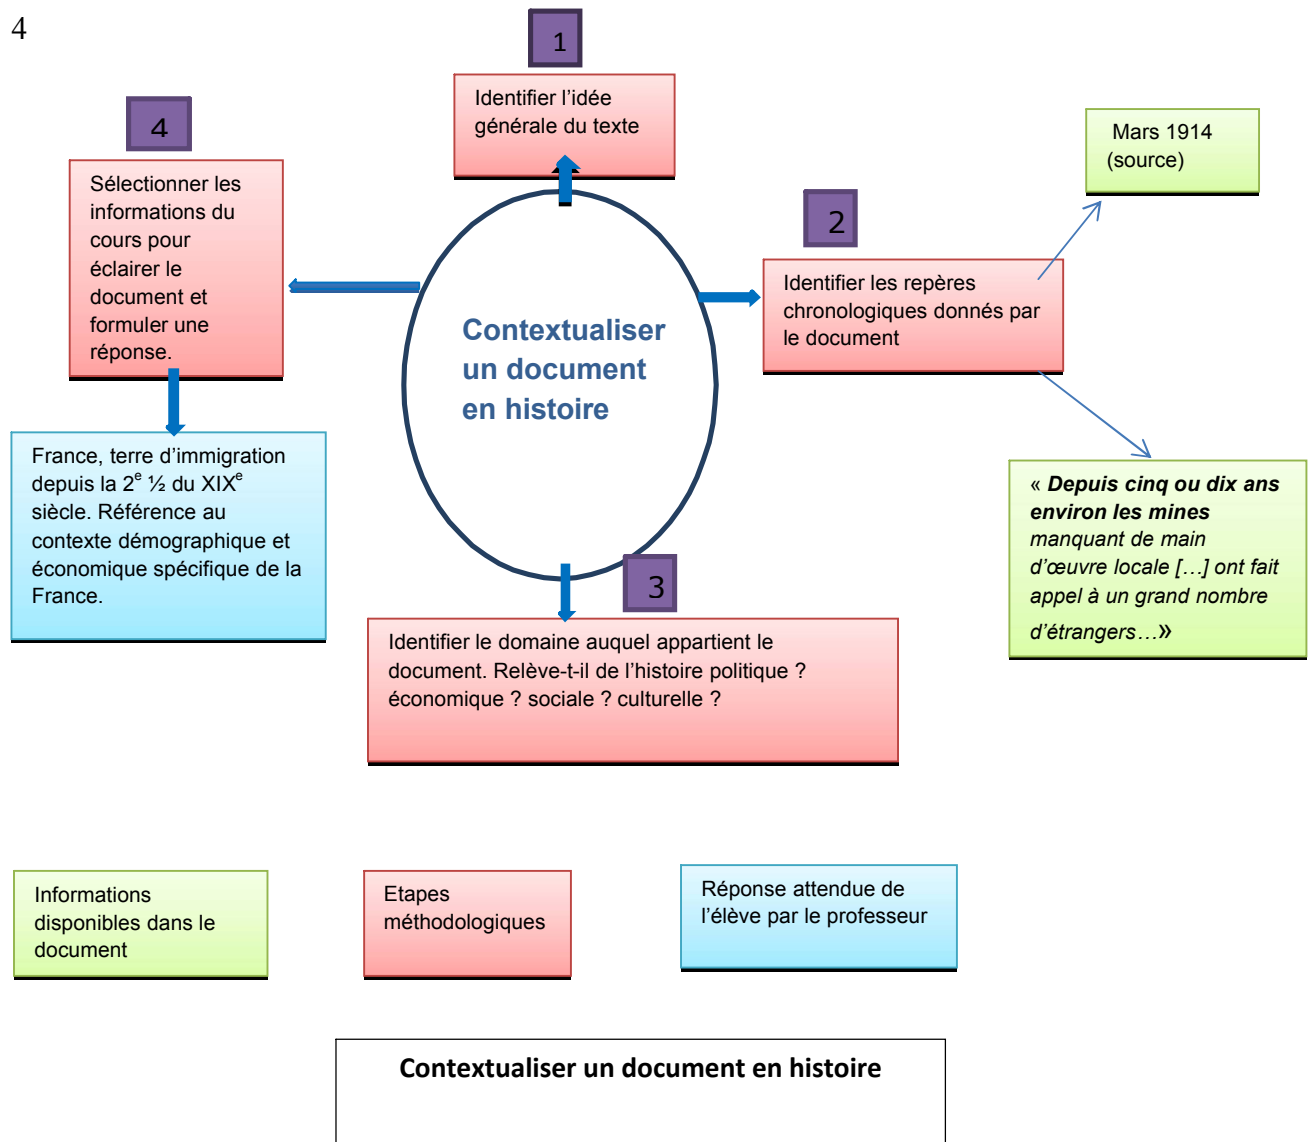 4
1
Identifier l’idée
générale du texte
4
Sélectionner les
informations du
cours pour
éclairer le
document et
formuler une
réponse.
Mars 1914
(source)
2
Identifier les repères
chronologiques donnés par
le document
Contextualiser
un document
en histoire
France, terre d’immigration
depuis la 2e ½ du XIXe
siècle. Référence au
contexte démographique et
économique spécifique de la
France.
« Depuis cinq ou dix ans
environ les mines
manquant de main
d’œuvre locale […] ont fait
appel à un grand nombre
d’étrangers…»
3
Identifier le domaine auquel appartient le
document. Relève-t-il de l’histoire politique ?
économique ? sociale ? culturelle ?
Informations
disponibles dans le
document
Etapes
méthodologiques
Réponse attendue de
l’élève par le professeur
Contextualiser un document en histoire